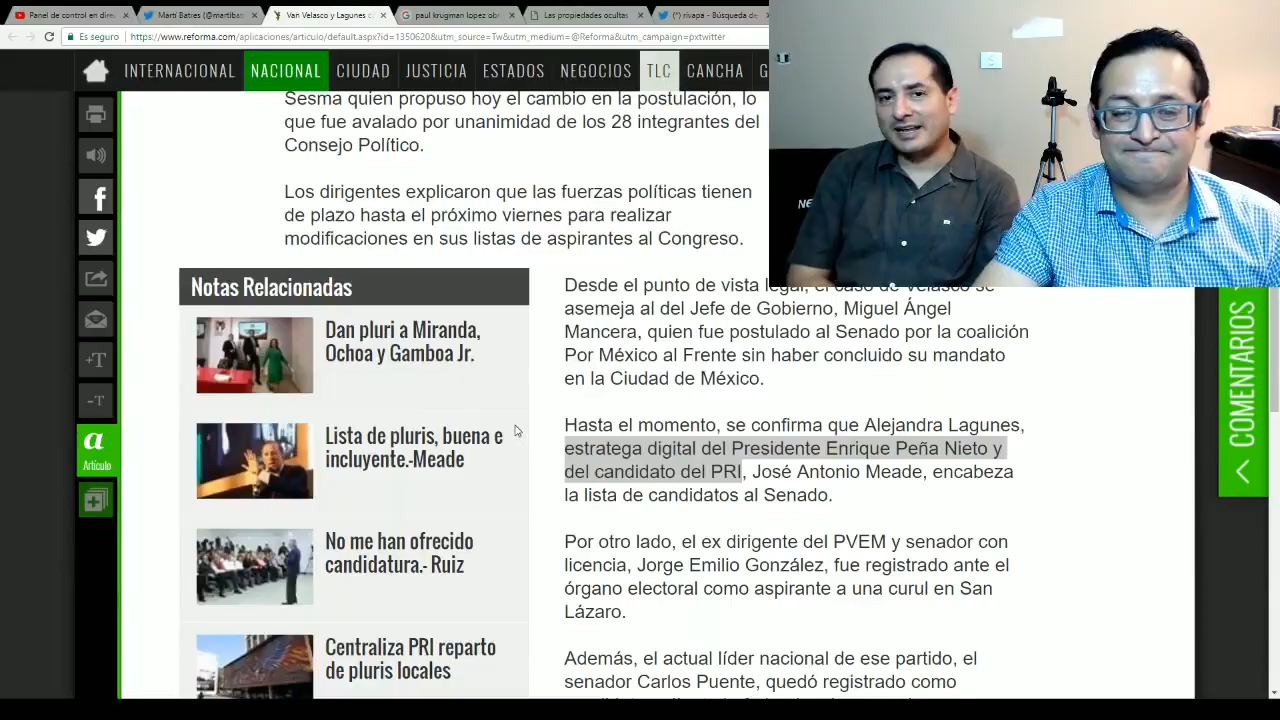 Panel de control en direc
Martí Batres (@martibatr
Van Velasco y Lagunes c
paul krugman lopez obr
Las propiedades ocultas
(*) rivapa - Búsqueda de
Es seguro
https://www.reforma.com/aplicaciones/articulo/default.aspx?id=1350620&utm_source=Tw&utm_medium=@Reforma&utm_campaign=pxtwitter
INTERNACIONAL
NACIONAL
CIUDAD
JUSTICIA
ESTADOS
NEGOCIOS
TLC
CANCHA
G
Sesma quien propuso hoy el cambio en la postulación, lo
que fue avalado por unanimidad de los 28 integrantes del
Consejo Político.
Los dirigentes explicaron que las fuerzas políticas tienen
de plazo hasta el próximo viernes para realizar
modificaciones en sus listas de aspirantes al Congreso.
+T
-T
a
Artículo
Notas Relacionadas
Dan pluri a Miranda,
Ochoa y Gamboa Jr.
Lista de pluris, buena e
incluyente.-Meade
No me han ofrecido
candidatura.- Ruiz
Centraliza PRI reparto
de pluris locales
Desde el punto de vista legal, el caso de Velasco se
asemeja al del Jefe de Gobierno, Miguel Ángel
Mancera, quien fue postulado al Senado por la coalición
Por México al Frente sin haber concluido su mandato
en la Ciudad de México.
Hasta el momento, se confirma que Alejandra Lagunes,
estratega digital del Presidente Enrique Peña Nieto y
del candidato del PRI, José Antonio Meade, encabeza
la lista de candidatos al Senado.
Por otro lado, el ex dirigente del PVEM y senador con
licencia, Jorge Emilio González, fue registrado ante el
órgano electoral como aspirante a una curul en San
Lázaro.
Además, el actual líder nacional de ese partido, el
senador Carlos Puente, quedó registrado como
COMENTARIOS